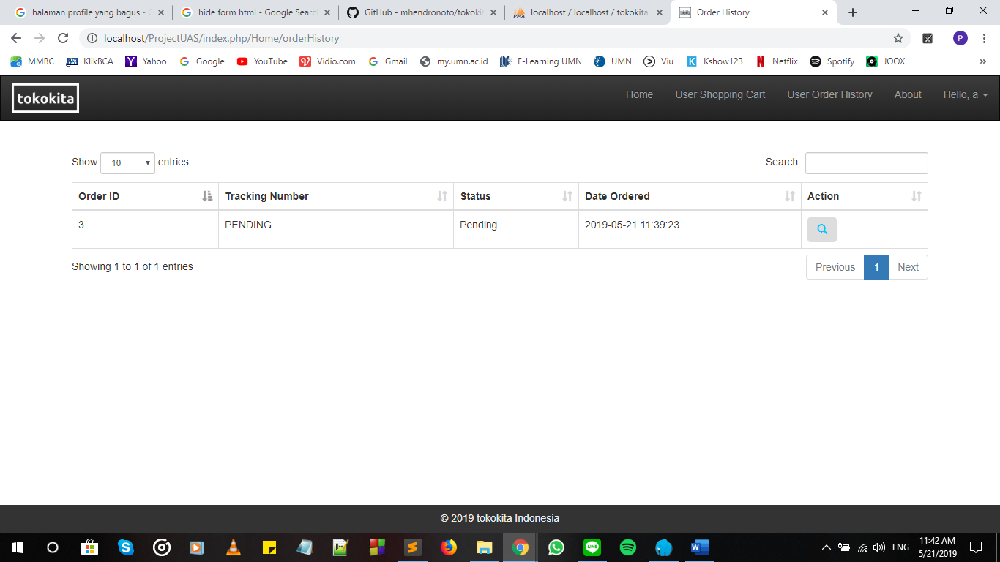 halaman profile yang bagus - G
hide form html - Google Searc
GitHub - mhendronoto/tokokit
localhost / localhost / tokokita
Order History
localhost/ProjectUAS/index.php/Home/orderHistory
P
MMBC KlikBCA Yahoo Google YouTube Vidio.com Gmail my.umn.ac.id E-Learning UMN UMN Viu Kshow123 Netflix Spotify JOOX »
tokokita Home User Shopping Cart User Order History About Hello, a
Show 10 entries Search:
Order ID Tracking Number Status Date Ordered Action
3 PENDING Pending 2019-05-21 11:39:23
Showing 1 to 1 of 1 entries Previous 1 Next
© 2019 tokokita Indonesia
ENG
11:42 AM
5/21/2019